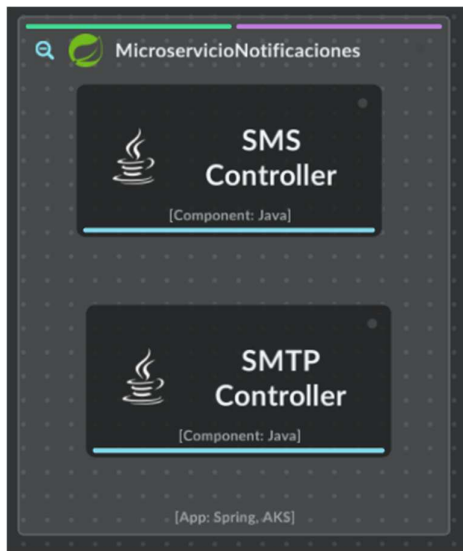 MicroservicioNotificaciones
SMS
Controller
[Component: Java]
SMTP
Controller
[Component: Java]
[App: Spring, AKS]